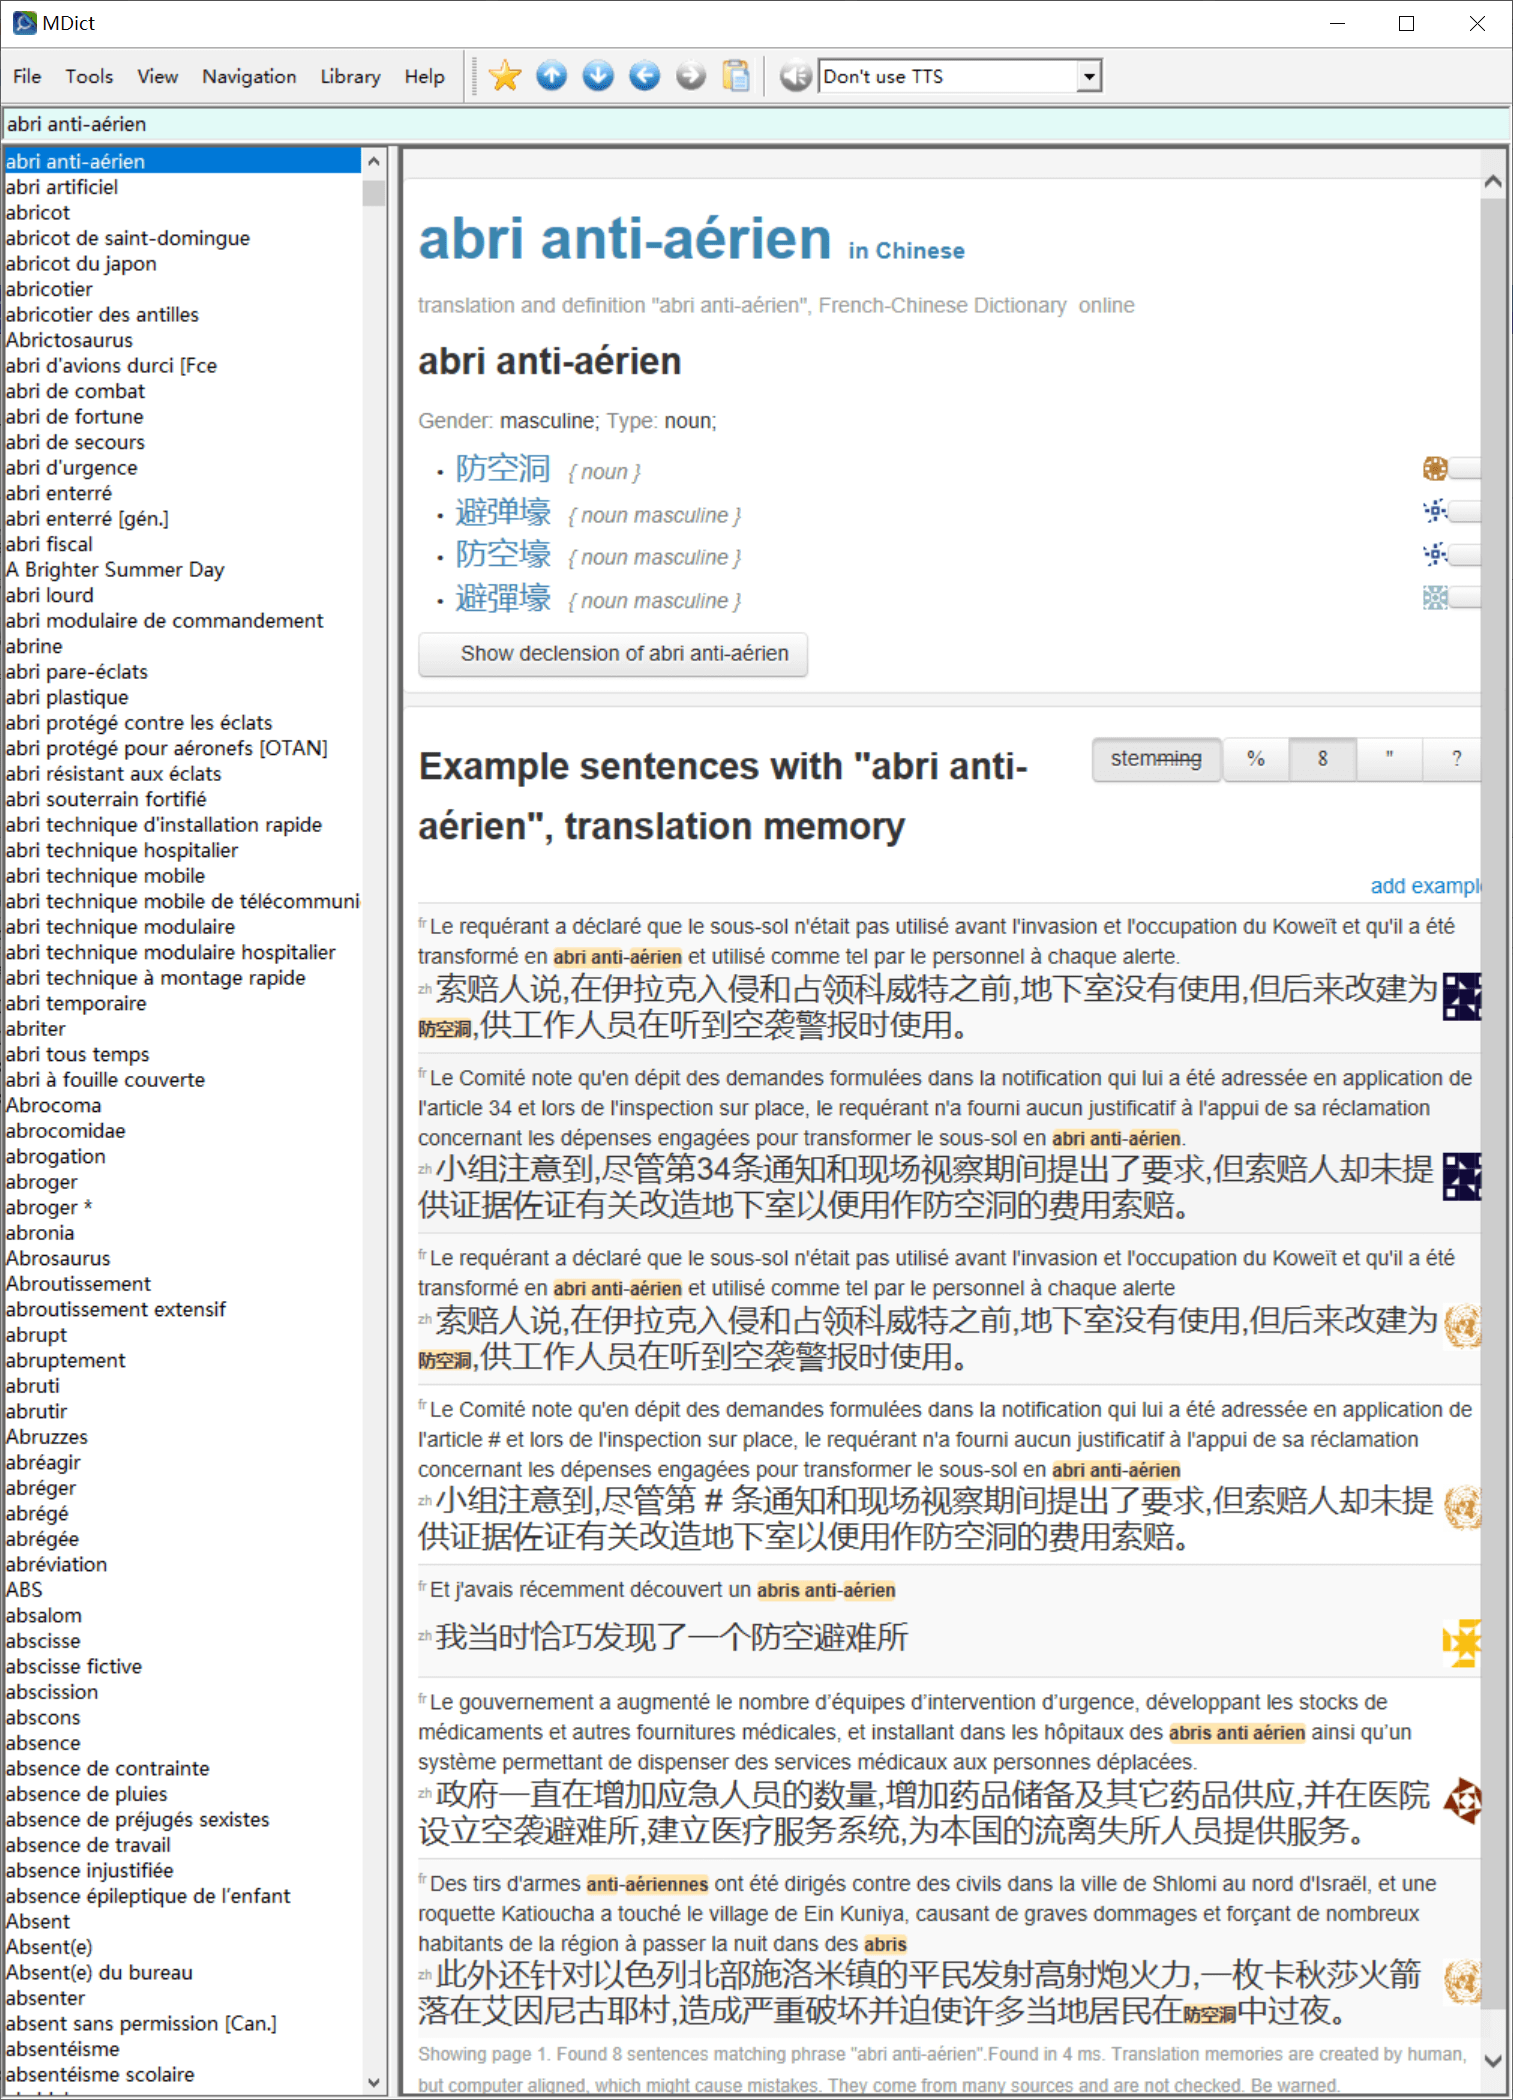 MDict
File Tools View Navigation Library Help Don't use TTS
abri anti-aérien
abri anti-aérien
abri artificiel
abricot
abricot de saint-domingue
abricot du japon
abricotier
abricotier des antilles
Abrictosaurus
abri d'avions durci [Fce
abri de combat
abri de fortune
abri de secours
abri d'urgence
abri enterré
abri enterré [gén.]
abri fiscal
A Brighter Summer Day
abri lourd
abri modulaire de commandement
abrine
abri pare-éclats
abri plastique
abri protégé contre les éclats
abri protégé pour aéronefs [OTAN]
abri résistant aux éclats
abri souterrain fortifié
abri technique d'installation rapide
abri technique hospitalier
abri technique mobile
abri technique mobile de télécommuni
abri technique modulaire
abri technique modulaire hospitalier
abri technique à montage rapide
abri temporaire
abriter
abri tous temps
abri à fouille couverte
Abrocoma
abrocomidae
abrogation
abroger
abroger *
abronia
Abrosaurus
Abroutissement
abroutissement extensif
abrupt
abruptement
abruti
abrutir
Abruzzes
abréagir
abréger
abrégé
abrégée
abréviation
ABS
absalom
abscisse
abscisse fictive
abscission
abscons
absence
absence de contrainte
absence de pluies
absence de préjugés sexistes
absence de travail
absence injustifiée
absence épileptique de l'enfant
Absent
Absent(e)
Absent(e) du bureau
absenter
absent sans permission [Can.]
absentéisme
absentéisme scolaire
abri anti-aérien in Chinese
translation and definition "abri anti-aérien", French-Chinese Dictionary online
abri anti-aérien
Gender: masculine; Type: noun;
• 防空洞 { noun }
• 避弹壕 { noun masculine }
• 防空壕 { noun masculine }
• 避彈壕 { noun masculine }
Show declension of abri anti-aérien
Example sentences with "abri anti-
aérien", translation memory
stemming % 8 " ?
add exampl
fr Le requérant a déclaré que le sous-sol n'était pas utilisé avant l'invasion et l'occupation du Koweït et qu'il a été
transformé en abri anti-aérien et utilisé comme tel par le personnel à chaque alerte.
zh 索赔人说,在伊拉克入侵和占领科威特之前,地下室没有使用,但后来改建为
防空洞,供工作人员在听到空袭警报时使用。
fr Le Comité note qu'en dépit des demandes formulées dans la notification qui lui a été adressée en application de
l'article 34 et lors de l'inspection sur place, le requérant n'a fourni aucun justificatif à l'appui de sa réclamation
concernant les dépenses engagées pour transformer le sous-sol en abri anti-aérien.
zh 小组注意到,尽管第34条通知和现场视察期间提出了要求,但索赔人却未提
供证据佐证有关改造地下室以便用作防空洞的费用索赔。
fr Le requérant a déclaré que le sous-sol n'était pas utilisé avant l'invasion et l'occupation du Koweït et qu'il a été
transformé en abri anti-aérien et utilisé comme tel par le personnel à chaque alerte
zh 索赔人说,在伊拉克入侵和占领科威特之前,地下室没有使用,但后来改建为
防空洞,供工作人员在听到空袭警报时使用。
fr Le Comité note qu'en dépit des demandes formulées dans la notification qui lui a été adressée en application de
l'article # et lors de l'inspection sur place, le requérant n'a fourni aucun justificatif à l'appui de sa réclamation
concernant les dépenses engagées pour transformer le sous-sol en abri anti-aérien
zh 小组注意到,尽管第 # 条通知和现场视察期间提出了要求,但索赔人却未提
供证据佐证有关改造地下室以便用作防空洞的费用索赔。
fr Et j'avais récemment découvert un abris anti-aérien
zh 我当时恰巧发现了一个防空避难所
fr Le gouvernement a augmenté le nombre d’équipes d’intervention d’urgence, développant les stocks de
médicaments et autres fournitures médicales, et installant dans les hôpitaux des abris anti aérien ainsi qu’un
système permettant de dispenser des services médicaux aux personnes déplacées.
zh 政府一直在增加应急人员的数量,增加药品储备及其它药品供应,并在医院
设立空袭避难所,建立医疗服务系统,为本国的流离失所人员提供服务。
fr Des tirs d'armes anti-aériennes ont été dirigés contre des civils dans la ville de Shlomi au nord d'Israël, et une
roquette Katioucha a touché le village de Ein Kuniya, causant de graves dommages et forçant de nombreux
habitants de la région à passer la nuit dans des abris
zh 此外还针对以色列北部施洛米镇的平民发射高射炮火力,一枚卡秋莎火箭
落在艾因尼古耶村,造成严重破坏并迫使许多当地居民在防空洞中过夜。
Showing page 1. Found 8 sentences matching phrase "abri anti-aérien".Found in 4 ms. Translation memories are created by human,
but computer aligned, which might cause mistakes. They come from many sources and are not checked. Be warned.